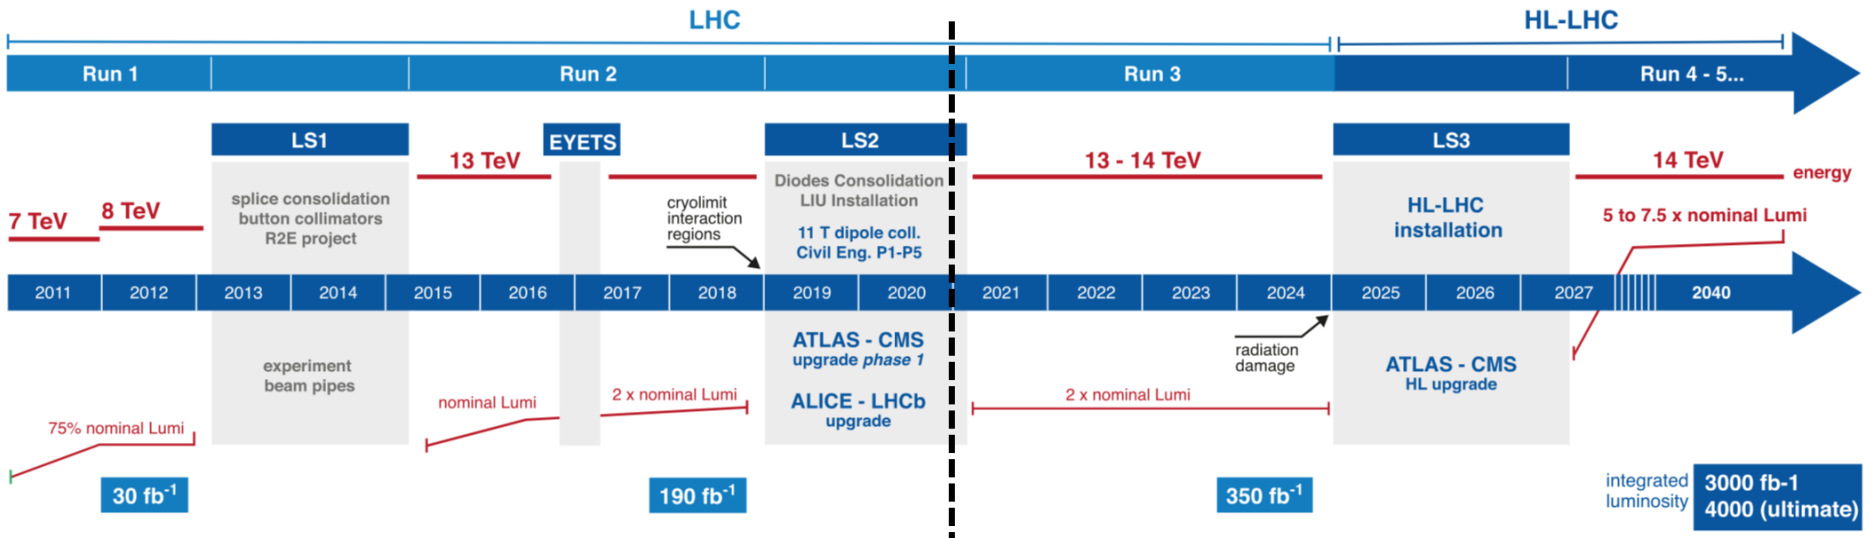 LHC
HL-LHC
Run 1
Run 2
Run 3
Run 4 - 5...
LS1
EYETS
LS2
LS3
13 TeV
13 - 14 TeV
14 TeV
energy
7 TeV
8 TeV
splice consolidation
button collimators
R2E project
cryolimit
interaction
regions
Diodes Consolidation
LIU Installation
11 T dipole coll.
Civil Eng. P1-P5
HL-LHC
installation
5 to 7.5 x nominal Lumi
2011
2012
2013
2014
2015
2016
2017
2018
2019
2020
2021
2022
2023
2024
2025
2026
2027
2040
experiment
beam pipes
ATLAS - CMS
upgrade phase 1
ALICE - LHCb
upgrade
radiation
damage
ATLAS - CMS
HL upgrade
75% nominal Lumi
nominal Lumi
2 x nominal Lumi
2 x nominal Lumi
30 fb-1
190 fb-1
350 fb-1
integrated
luminosity
3000 fb-1
4000 (ultimate)